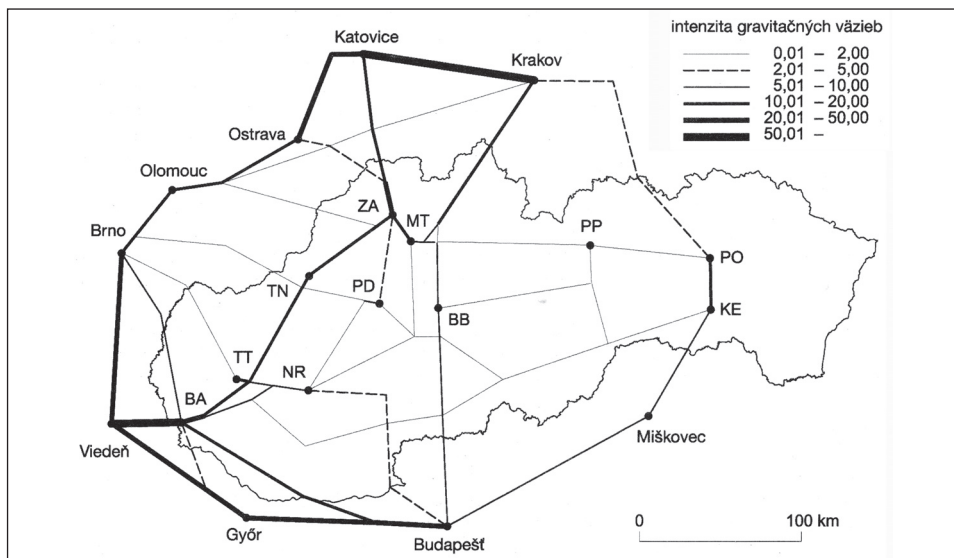 intenzita gravitačných väzieb
0,01 – 2,00
2,01 – 5,00
5,01 – 10,00
10,01 – 20,00
20,01 – 50,00
50,01 –
Katovice
Krakov
Ostrava
Olomouc
ZA
MT
Brno
PP
PO
TN
PD
BB
KE
TT
NR
BA
Viedeň
Miškovec
Győr
Budapešť
0
100 km